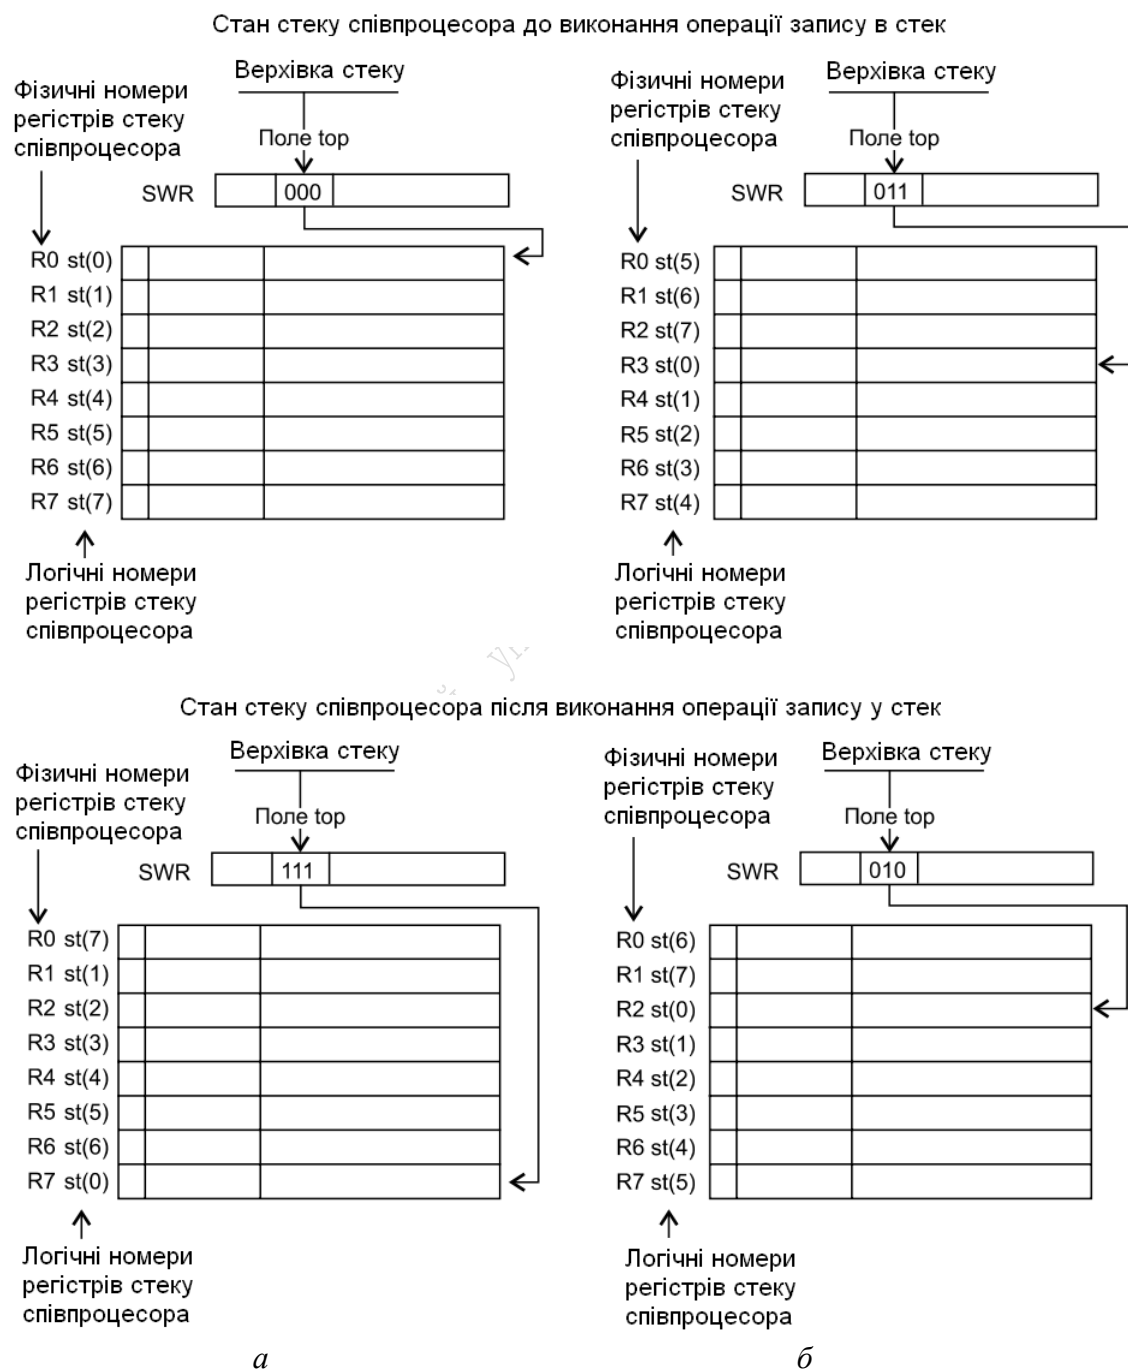 Стан стеку співпроцесора до виконання операції запису в стек
Верхівка стеку
Фізичні номери
регістрів стеку
співпроцесора
Поле top
SWR
000
R0 st(0)
R1 st(1)
R2 st(2)
R3 st(3)
R4 st(4)
R5 st(5)
R6 st(6)
R7 st(7)
Логічні номери
регістрів стеку
співпроцесора
Верхівка стеку
Фізичні номери
регістрів стеку
співпроцесора
Поле top
SWR
011
R0 st(5)
R1 st(6)
R2 st(7)
R3 st(0)
R4 st(1)
R5 st(2)
R6 st(3)
R7 st(4)
Логічні номери
регістрів стеку
співпроцесора
Стан стеку співпроцесора після виконання операції запису у стек
Верхівка стеку
Фізичні номери
регістрів стеку
співпроцесора
Поле top
SWR
111
R0 st(7)
R1 st(1)
R2 st(2)
R3 st(3)
R4 st(4)
R5 st(5)
R6 st(6)
R7 st(0)
Логічні номери
регістрів стеку
співпроцесора
а
Верхівка стеку
Фізичні номери
регістрів стеку
співпроцесора
Поле top
SWR
010
R0 st(6)
R1 st(7)
R2 st(0)
R3 st(1)
R4 st(2)
R5 st(3)
R6 st(4)
R7 st(5)
Логічні номери
регістрів стеку
співпроцесора
б